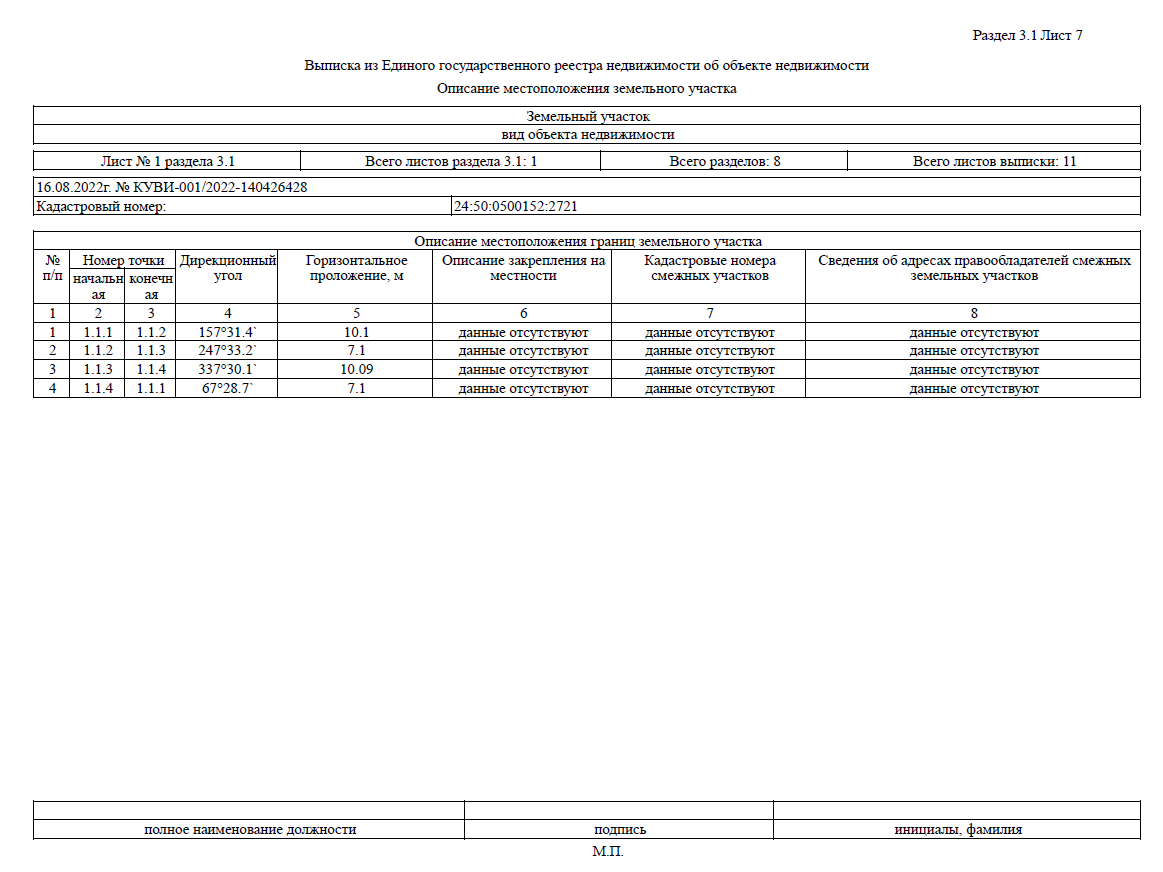 Раздел 3.1 Лист 7
Выписка из Единого государственного реестра недвижимости об объекте недвижимости
Описание местоположения земельного участка
Земельный участок
вид объекта недвижимости
Лист № 1 раздела 3.1 Всего листов раздела 3.1: 1 Всего разделов: 8 Всего листов выписки: 11
16.08.2022г. № КУВИ-001/2022-140426428
Кадастровый номер: 24:50:0500152:2721
Описание местоположения границ земельного участка
№ Номер точки Дирекционный Горизонтальное Описание закрепления на Кадастровые номера Сведения об адресах правообладателей смежных
п/п начальн конечн угол проложение, м местности смежных участков земельных участков
ая ая
1 2 3 4 5 6 7 8
1 1.1.1 1.1.2 157°31.4` 10.1 данные отсутствуют данные отсутствуют данные отсутствуют
2 1.1.2 1.1.3 247°33.2` 7.1 данные отсутствуют данные отсутствуют данные отсутствуют
3 1.1.3 1.1.4 337°30.1` 10.09 данные отсутствуют данные отсутствуют данные отсутствуют
4 1.1.4 1.1.1 67°28.7` 7.1 данные отсутствуют данные отсутствуют данные отсутствуют
полное наименование должности подпись инициалы, фамилия
М.П.